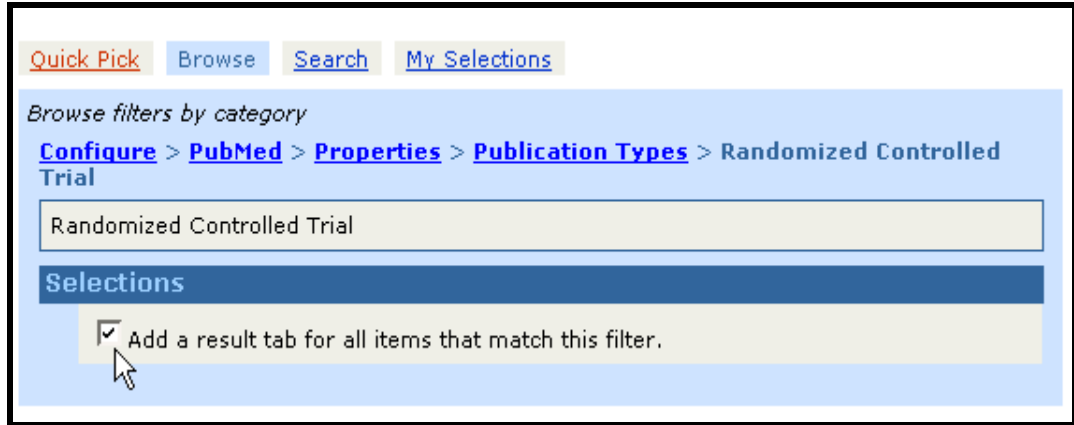 Quick Pick Browse Search My Selections
Browse filters by category
Configure > PubMed > Properties > Publication Types > Randomized Controlled
Trial
Randomized Controlled Trial
Selections
Add a result tab for all items that match this filter.